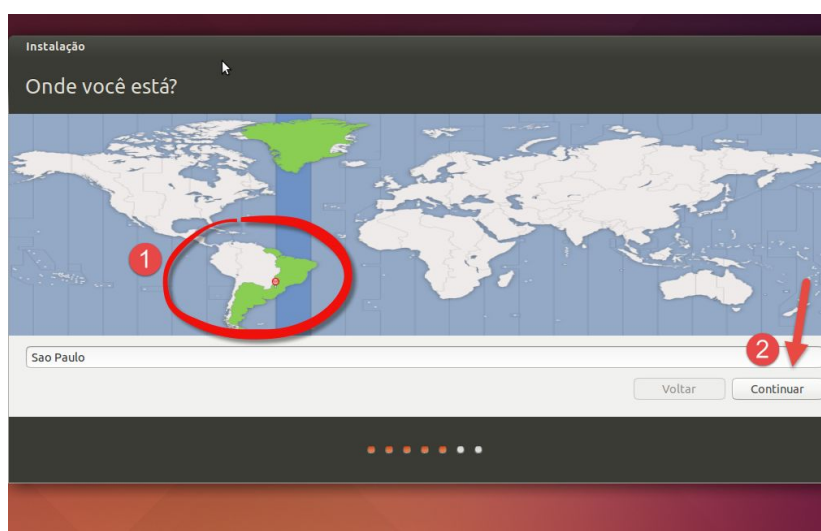 Instalação
Onde você está?
1
Sao Paulo
2
Voltar
Continuar